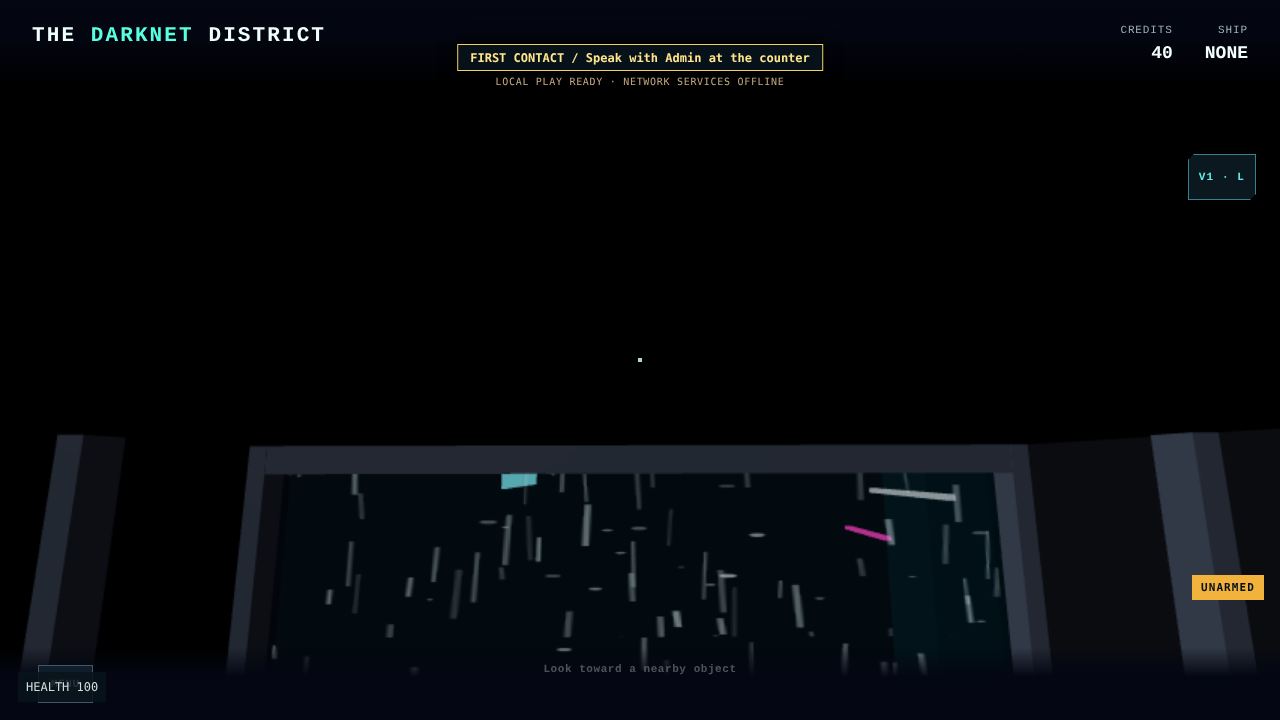 THE DARKNET DISTRICT
CREDITS
40
SHIP
NONE
FIRST CONTACT / Speak with Admin at the counter
LOCAL PLAY READY · NETWORK SERVICES OFFLINE
V1 · L
UNARMED
Look toward a nearby object
HEALTH 100